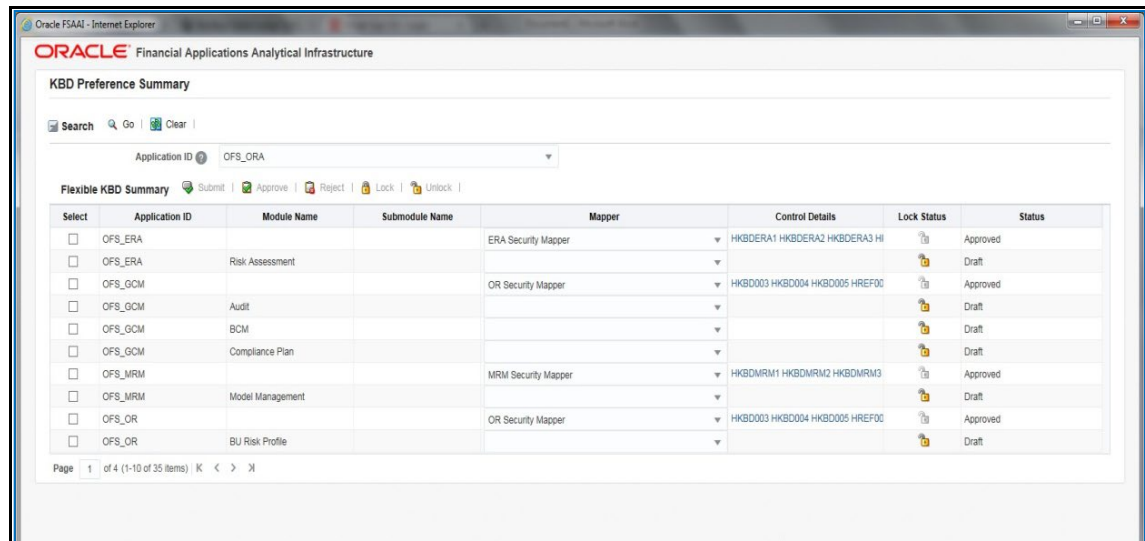 Oracle FSAAI - Internet Explorer
ORACLE Financial Applications Analytical Infrastructure
KBD Preference Summary
Search Go | Clear |
Application ID ? OFS_ORA
Flexible KBD Summary Submit | Approve | Reject | Lock | Unlock |
Select Application ID Module Name Submodule Name Mapper Control Details Lock Status Status
OFS_ERA ERA Security Mapper HKBDERA1 HKBDERA2 HKBDERA3 Approved
OFS_ERA Risk Assessment Draft
OFS_GCM OR Security Mapper HKBD003 HKBD004 HKBD005 HREF00 Approved
OFS_GCM Audit Draft
OFS_GCM BCM Draft
OFS_GCM Compliance Plan Draft
OFS_MRM MRM Security Mapper HKBDMRM1 HKBDMRM2 HKBDMRM3 Approved
OFS_MRM Model Management Draft
OFS_OR OR Security Mapper HKBD003 HKBD004 HKBD005 HREF00 Approved
OFS_OR BU Risk Profile Draft
Page 1 of 4 (1-10 of 35 items)